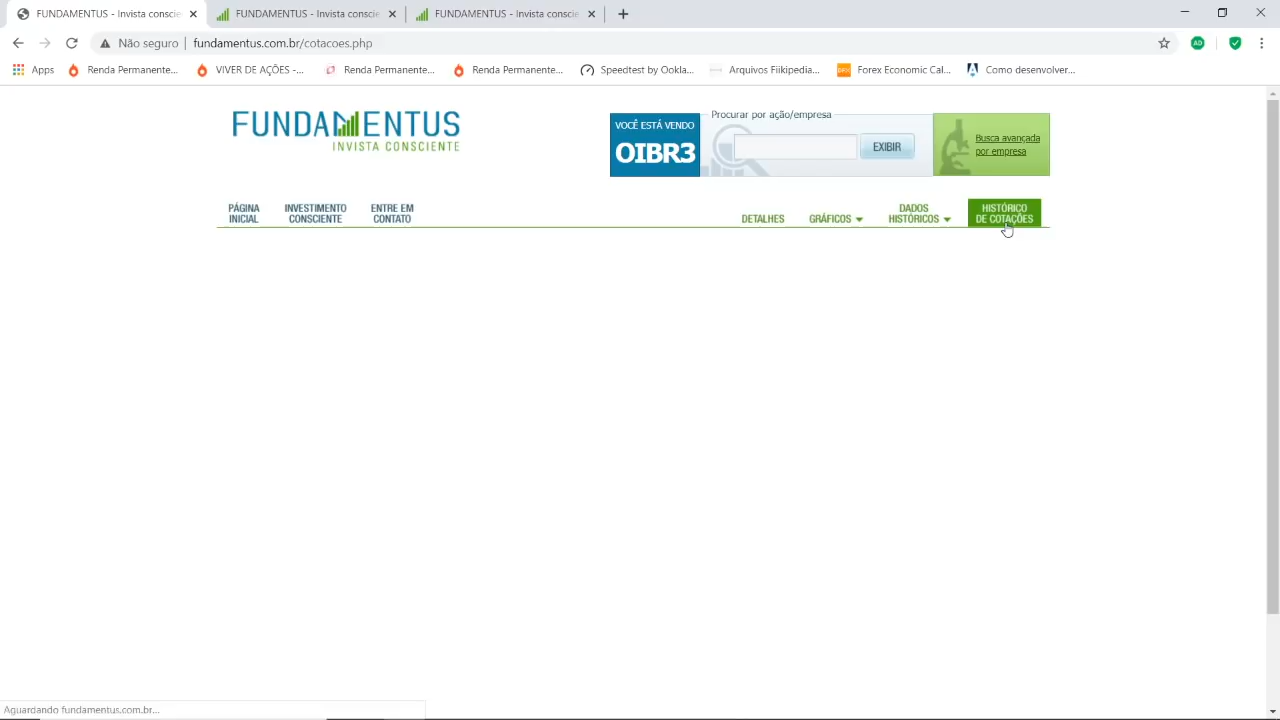 FUNDAMENTUS - Invista conscie
FUNDAMENTUS - Invista conscie
FUNDAMENTUS - Invista conscie
Não seguro
fundamentus.com.br/cotacoes.php
AD
Apps
Renda Permanente...
VIVER DE AÇÕES -...
Renda Permanente...
Renda Permanente...
Speedtest by Ookla...
Arquivos Fiikipedia...
Forex Economic Cal...
Como desenvolver...
FUNDAMENTUS
INVISTA CONSCIENTE
VOCÊ ESTÁ VENDO
OIBR3
Procurar por ação/empresa
EXIBIR
Busca avançada
por empresa
PÁGINA
INICIAL
INVESTIMENTO
CONSCIENTE
ENTRE EM
CONTATO
DETALHES
GRÁFICOS
DADOS
HISTÓRICOS
HISTÓRICO
DE COTAÇÕES
Aguardando fundamentus.com.br...